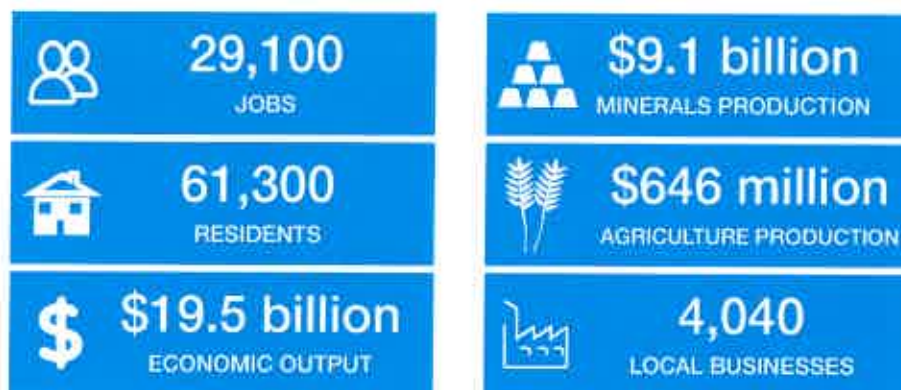 29,100
JOBS
61,300
RESIDENTS
$19.5 billion
ECONOMIC OUTPUT
$9.1 billion
MINERALS PRODUCTION
$646 million
AGRICULTURE PRODUCTION
4,040
LOCAL BUSINESSES